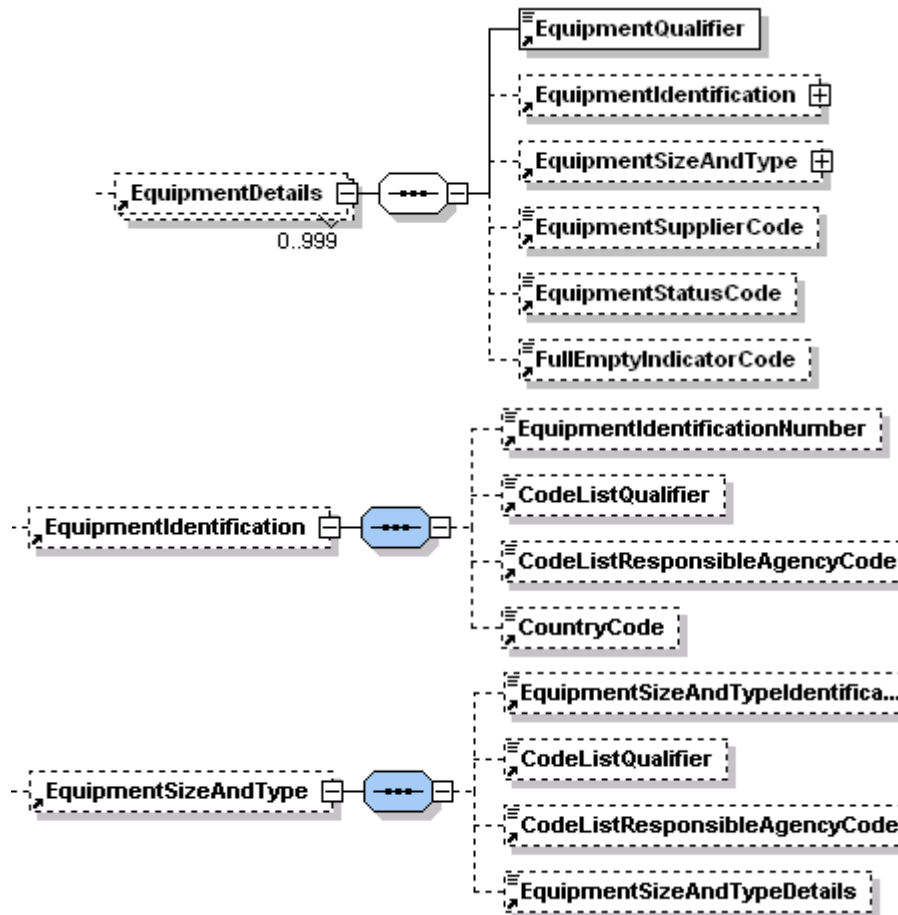 EquipmentQualifier
EquipmentIdentification
EquipmentSizeAndType
EquipmentDetails
0..999
EquipmentSupplierCode
EquipmentStatusCode
FullEmptyIndicatorCode
EquipmentIdentificationNumber
CodeListQualifier
EquipmentIdentification
CodeListResponsibleAgencyCode
CountryCode
EquipmentSizeAndTypeIdentifica...
CodeListQualifier
EquipmentSizeAndType
CodeListResponsibleAgencyCode
EquipmentSizeAndTypeDetails